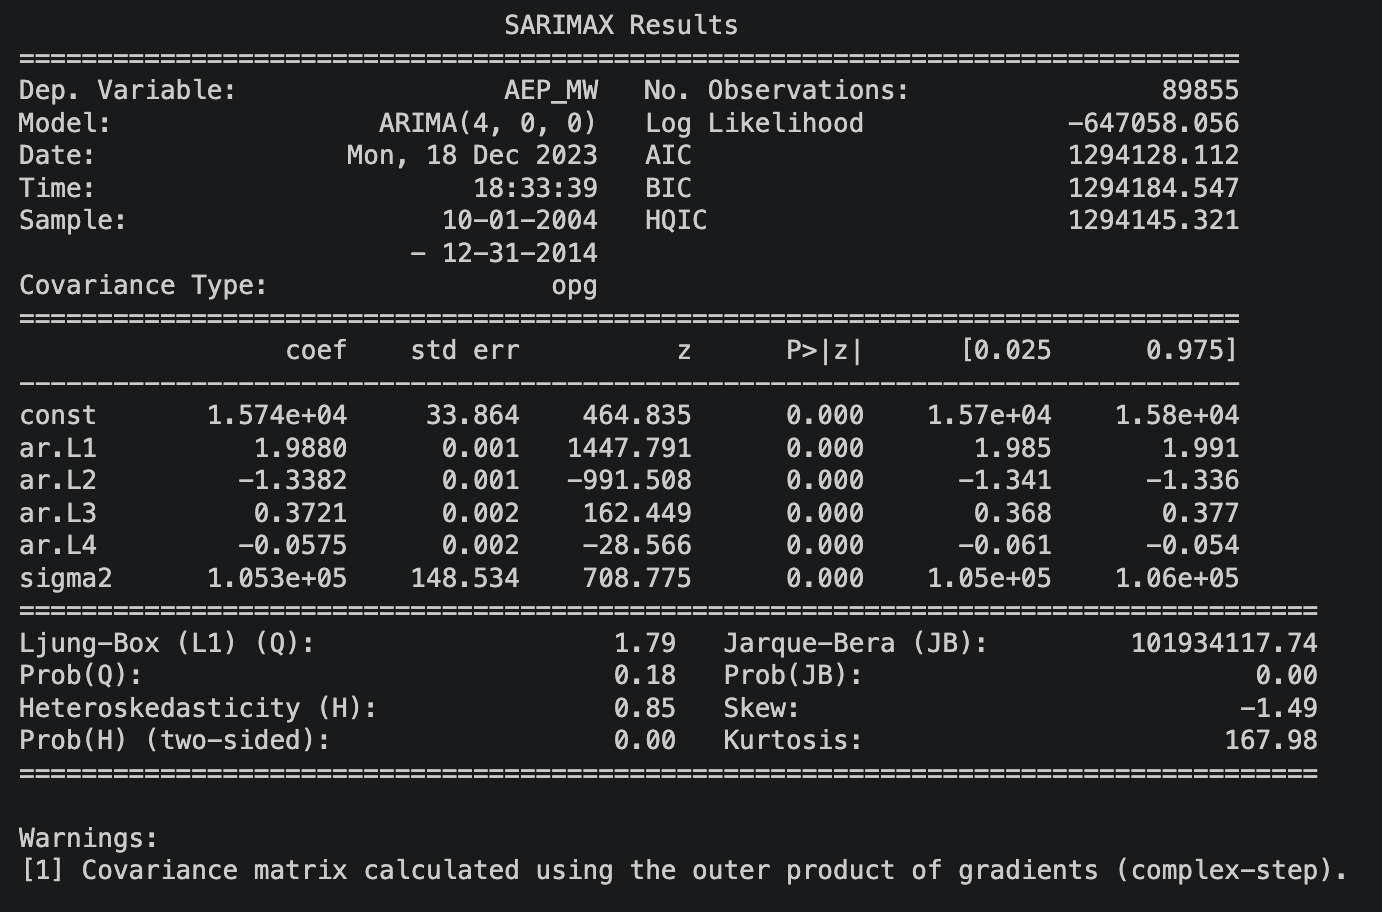 SARIMAX Results
==============================================================================
Dep. Variable: AEP_MW No. Observations: 89855
Model: ARIMA(4, 0, 0) Log Likelihood -647058.056
Date: Mon, 18 Dec 2023 AIC 1294128.112
Time: 18:33:39 BIC 1294184.547
Sample: 10-01-2004 HQIC 1294145.321
- 12-31-2014
Covariance Type: opg
==============================================================================
coef std err z P>|z| [0.025 0.975]
------------------------------------------------------------------------------
const 1.574e+04 33.864 464.835 0.000 1.57e+04 1.58e+04
ar.L1 1.9880 0.001 1447.791 0.000 1.985 1.991
ar.L2 -1.3382 0.001 -991.508 0.000 -1.341 -1.336
ar.L3 0.3721 0.002 162.449 0.000 0.368 0.377
ar.L4 -0.0575 0.002 -28.566 0.000 -0.061 -0.054
sigma2 1.053e+05 148.534 708.775 0.000 1.05e+05 1.06e+05
===================================================================================
Ljung-Box (L1) (Q): 1.79 Jarque-Bera (JB): 101934117.74
Prob(Q): 0.18 Prob(JB): 0.00
Heteroskedasticity (H): 0.85 Skew: -1.49
Prob(H) (two-sided): 0.00 Kurtosis: 167.98
===================================================================================
Warnings:
[1] Covariance matrix calculated using the outer product of gradients (complex-step).